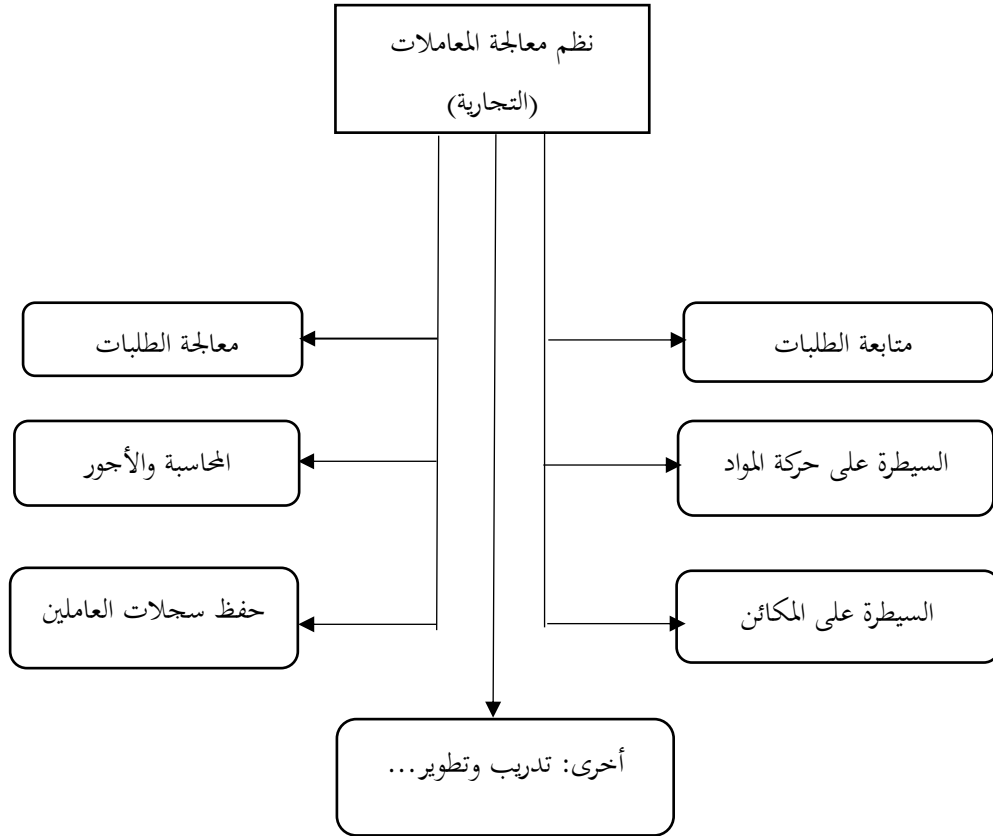 نظم معالجة المعاملات
(التجارية)
متابعة الطلبات
معالجة الطلبات
السيطرة على حركة المواد
المحاسبة والأجور
السيطرة على المكائن
حفظ سجلات العاملين
أخرى: تدريب وتطوير...